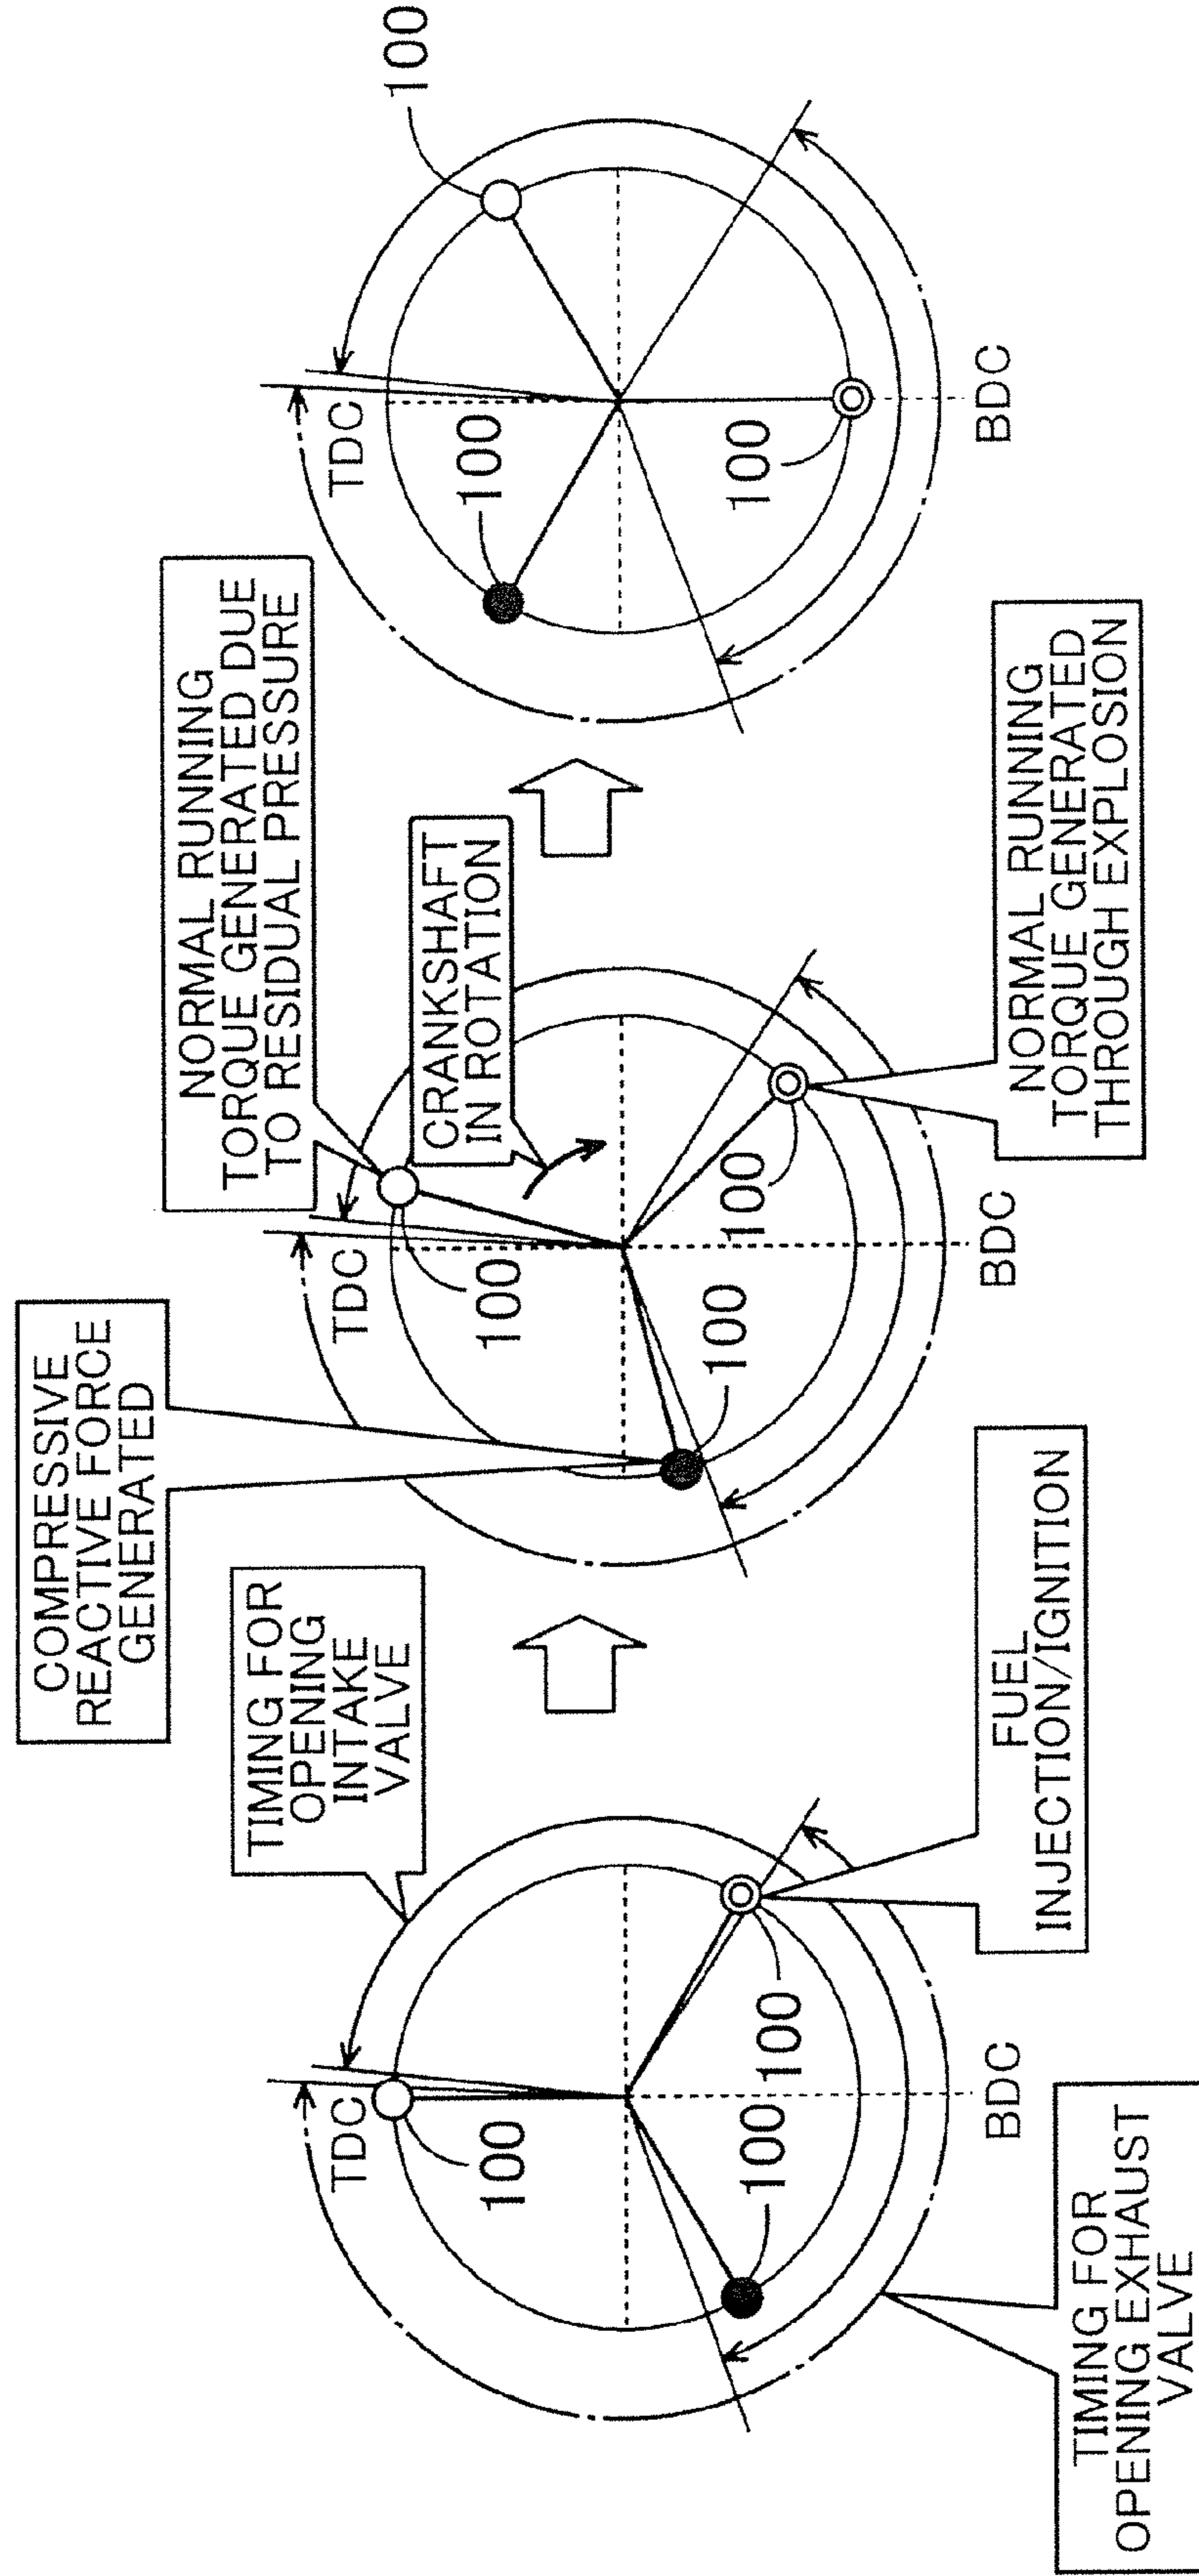 COMPRESSIVE
REACTIVE FORCE
GENERATED
NORMAL RUNNING
TORQUE GENERATED DUE
TO RESIDUAL PRESSURE
TIMING FOR
OPENING
INTAKE
VALVE
CRANKSHAFT
IN ROTATION
TDC
100
100
100
BDC
TDC
100
100
100
BDC
TDC
100
100
100
BDC
TIMING FOR
OPENING EXHAUST
VALVE
FUEL
INJECTION/IGNITION
NORMAL RUNNING
TORQUE GENERATED
THROUGH EXPLOSION